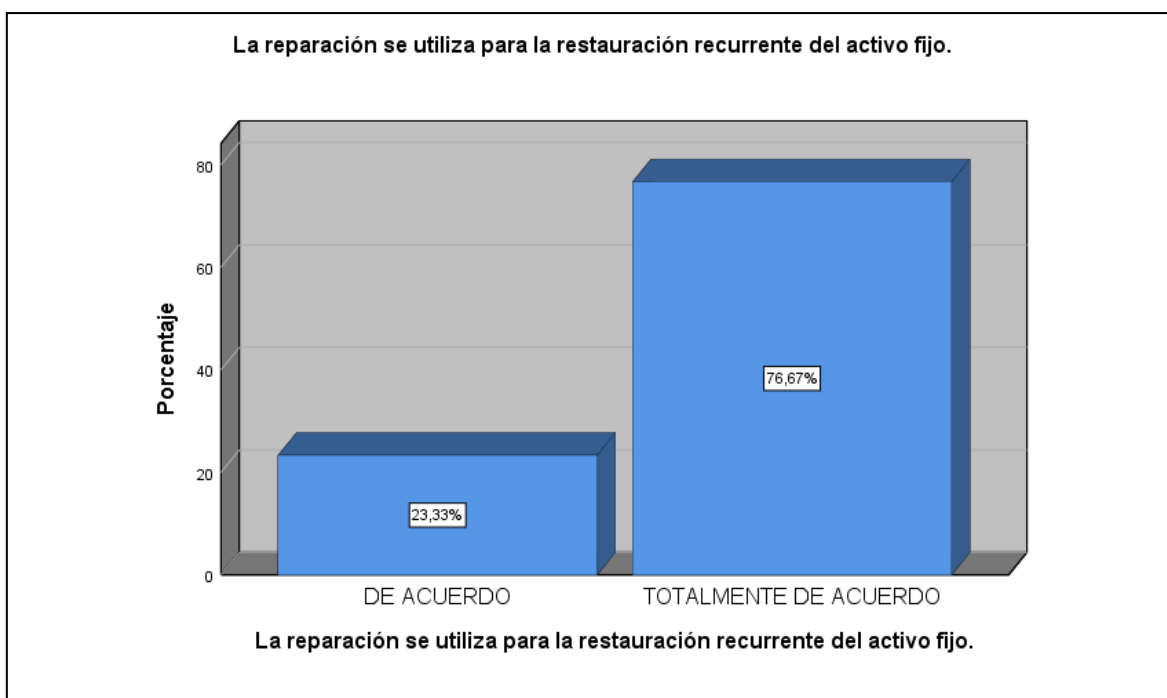 La reparación se utiliza para la restauración recurrente del activo fijo.
Porcentaje
80
60
40
20
0
76,67%
23,33%
DE ACUERDO
TOTALMENTE DE ACUERDO
La reparación se utiliza para la restauración recurrente del activo fijo.